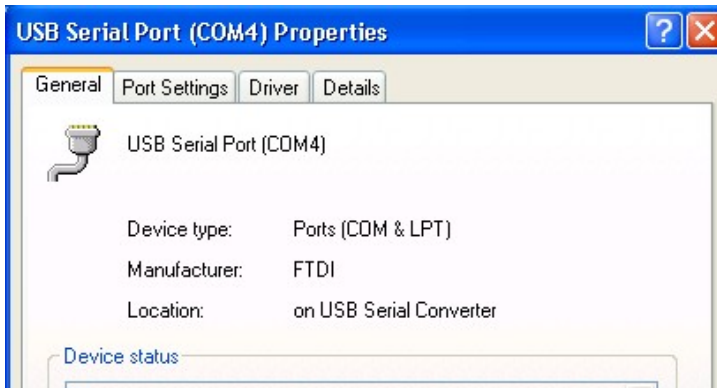 USB Serial Port (COM4) Properties
General Port Settings Driver Details
USB Serial Port (COM4)
Device type: Ports (COM & LPT)
Manufacturer: FTDI
Location: on USB Serial Converter
Device status